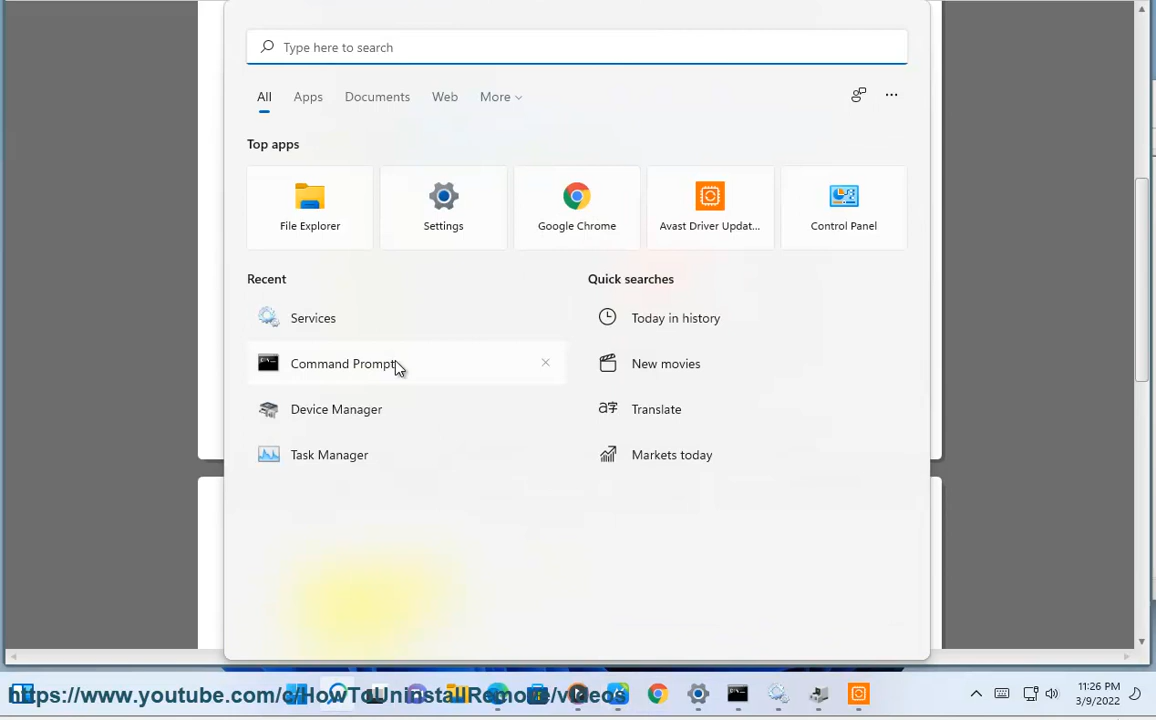 Type here to search
All Apps Documents Web More
Top apps
File Explorer Settings Google Chrome Avast Driver Updat... Control Panel
Recent Quick searches
Services Today in history
Command Prompt New movies
Device Manager Translate
Task Manager Markets today
https://www.youtube.com/c/HowToUninstallRemove/videos
11:26 PM
3/9/2022